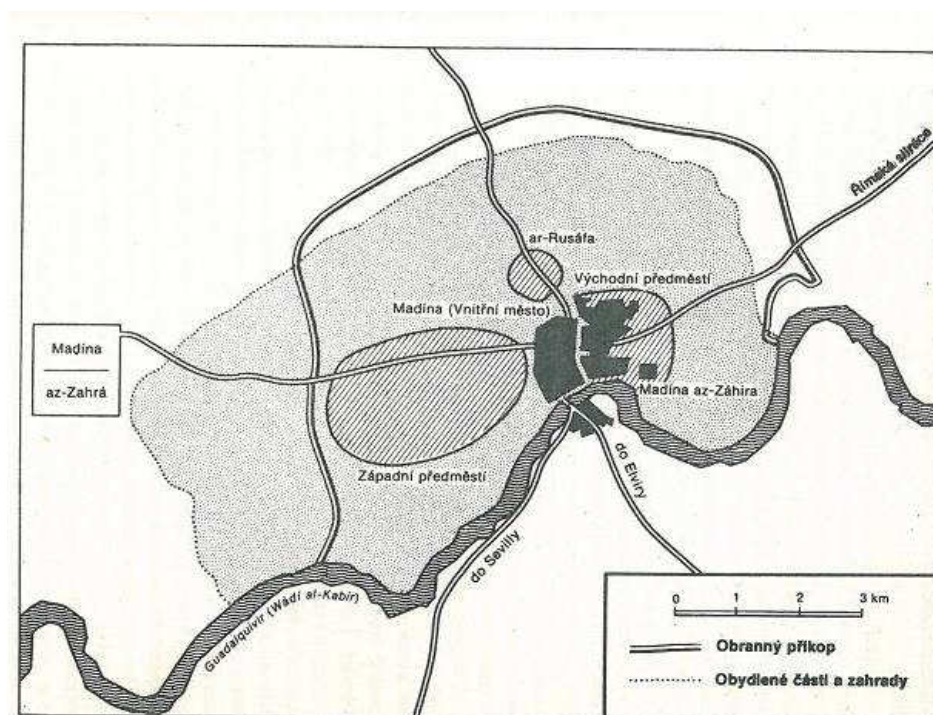 Římská silnice
ar-Rusáfa
Východní předměstí
Madína (Vnitřní město)
Madína
az-Zahrá
Madína az-Záhira
Západní předměstí
do Elvíry
do Sevilly
Guadalquivir (Wádí al-Kabír)
0 1 2 3 km
Obranný příkop
Obydlené části a zahrady